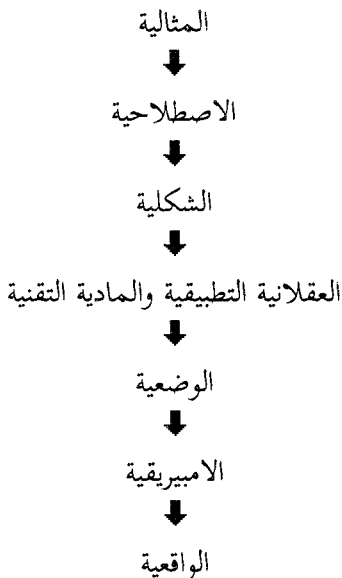 المثالية
الاصطلاحية
الشكلية
العقلانية التطبيقية والمادية التقنية
الوضعية
الامبيريقية
الواقعية